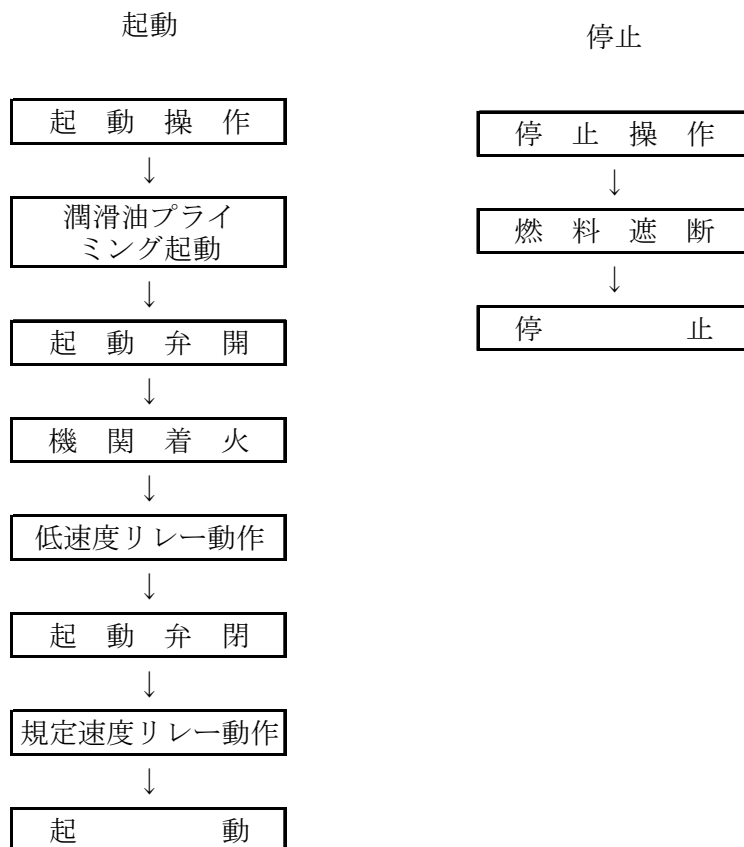 起動
起動操作
↓
潤滑油プライ
ミング起動
↓
起動弁開
↓
機関着火
↓
低速度リレー動作
↓
起動弁閉
↓
規定速度リレー動作
↓
起動
停止
停止操作
↓
燃料遮断
↓
停止